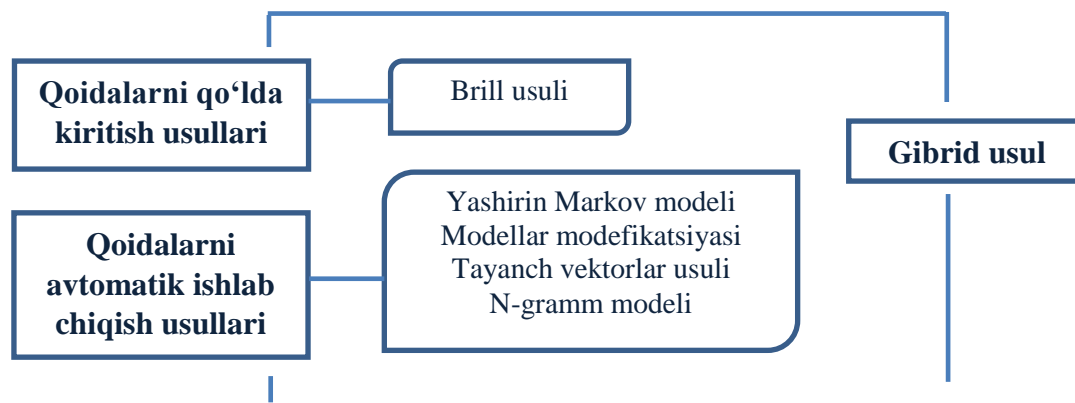 Qoidalarni qo‘lda
kiritish usullari
Brill usuli
Gibrid usul
Qoidalarni
avtomatik ishlab
chiqish usullari
Yashirin Markov modeli
Modellar modefikatsiyasi
Tayanch vektorlar usuli
N-gramm modeli